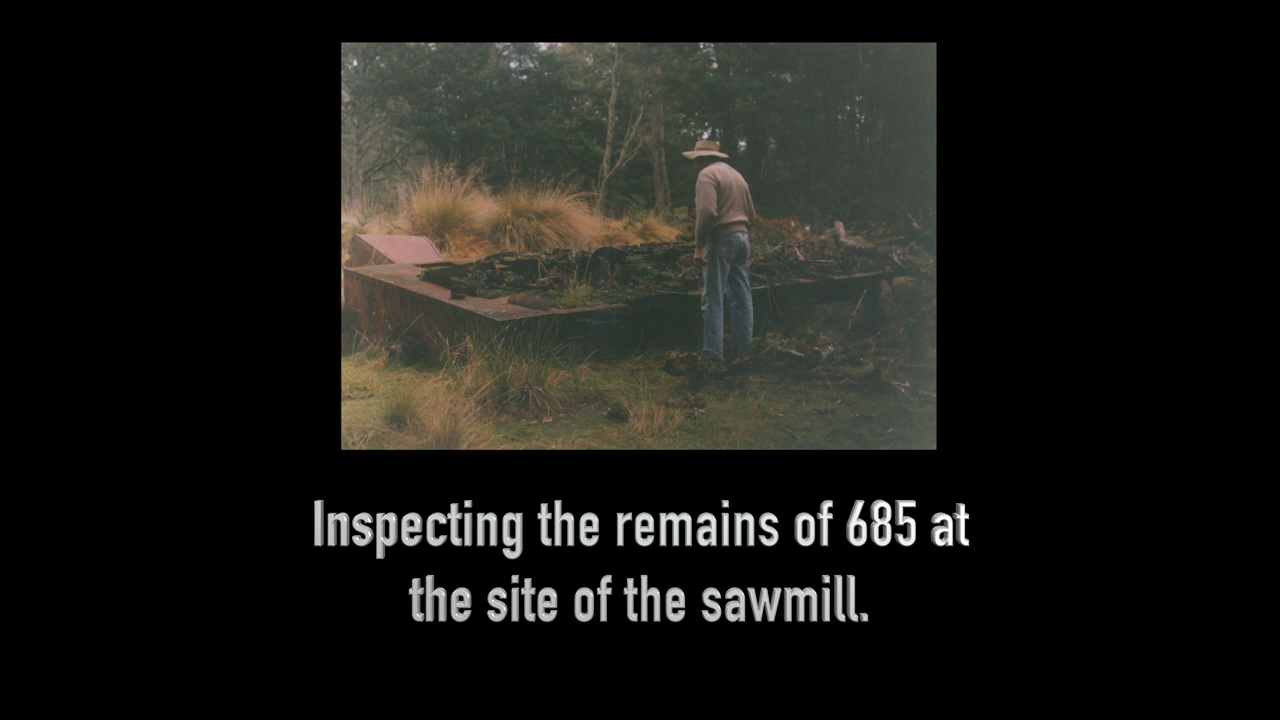 Inspecting the remains of 685 at
the site of the sawmill.